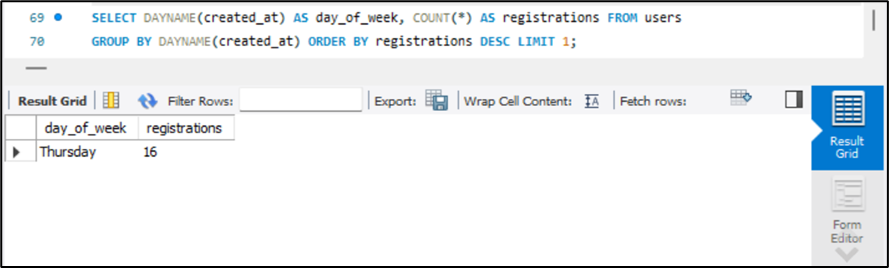 69 SELECT DAYNAME(created_at) AS day_of_week, COUNT(*) AS registrations FROM users
70 GROUP BY DAYNAME(created_at) ORDER BY registrations DESC LIMIT 1;
Result Grid Filter Rows: Export: Wrap Cell Content: IA Fetch rows:
day_of_week registrations
Thursday 16
Result
Grid
Form
Editor